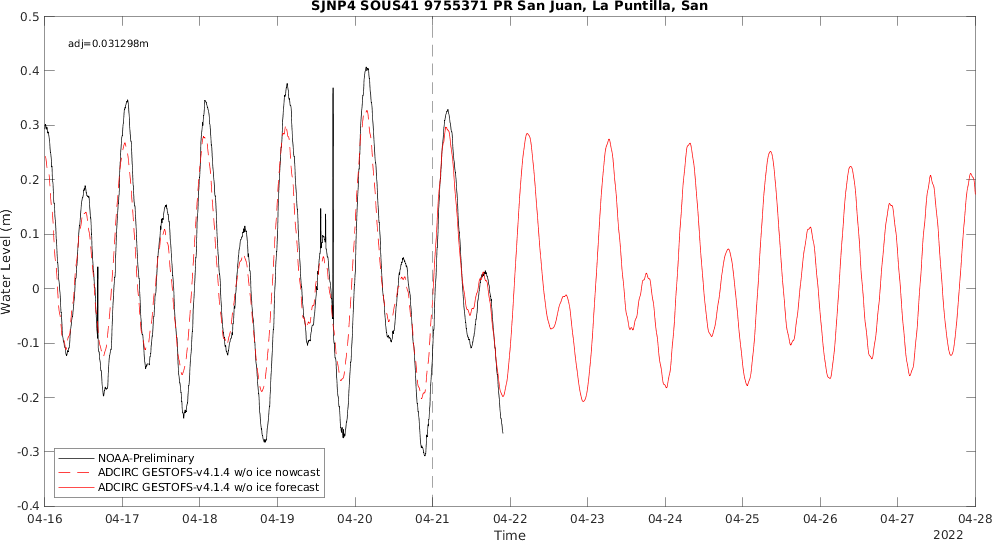 SJNP4 SOUS41 9755371 PR San Juan, La Puntilla, San
adj=0.031298m
0.5
0.4
0.3
0.2
0.1
0
-0.1
-0.2
-0.3
-0.4
Water Level (m)
NOAA-Preliminary
ADCIRC GESTOFS-v4.1.4 w/o ice nowcast
ADCIRC GESTOFS-v4.1.4 w/o ice forecast
04-16 04-17 04-18 04-19 04-20 04-21 04-22 04-23 04-24 04-25 04-26 04-27 04-28
Time
2022